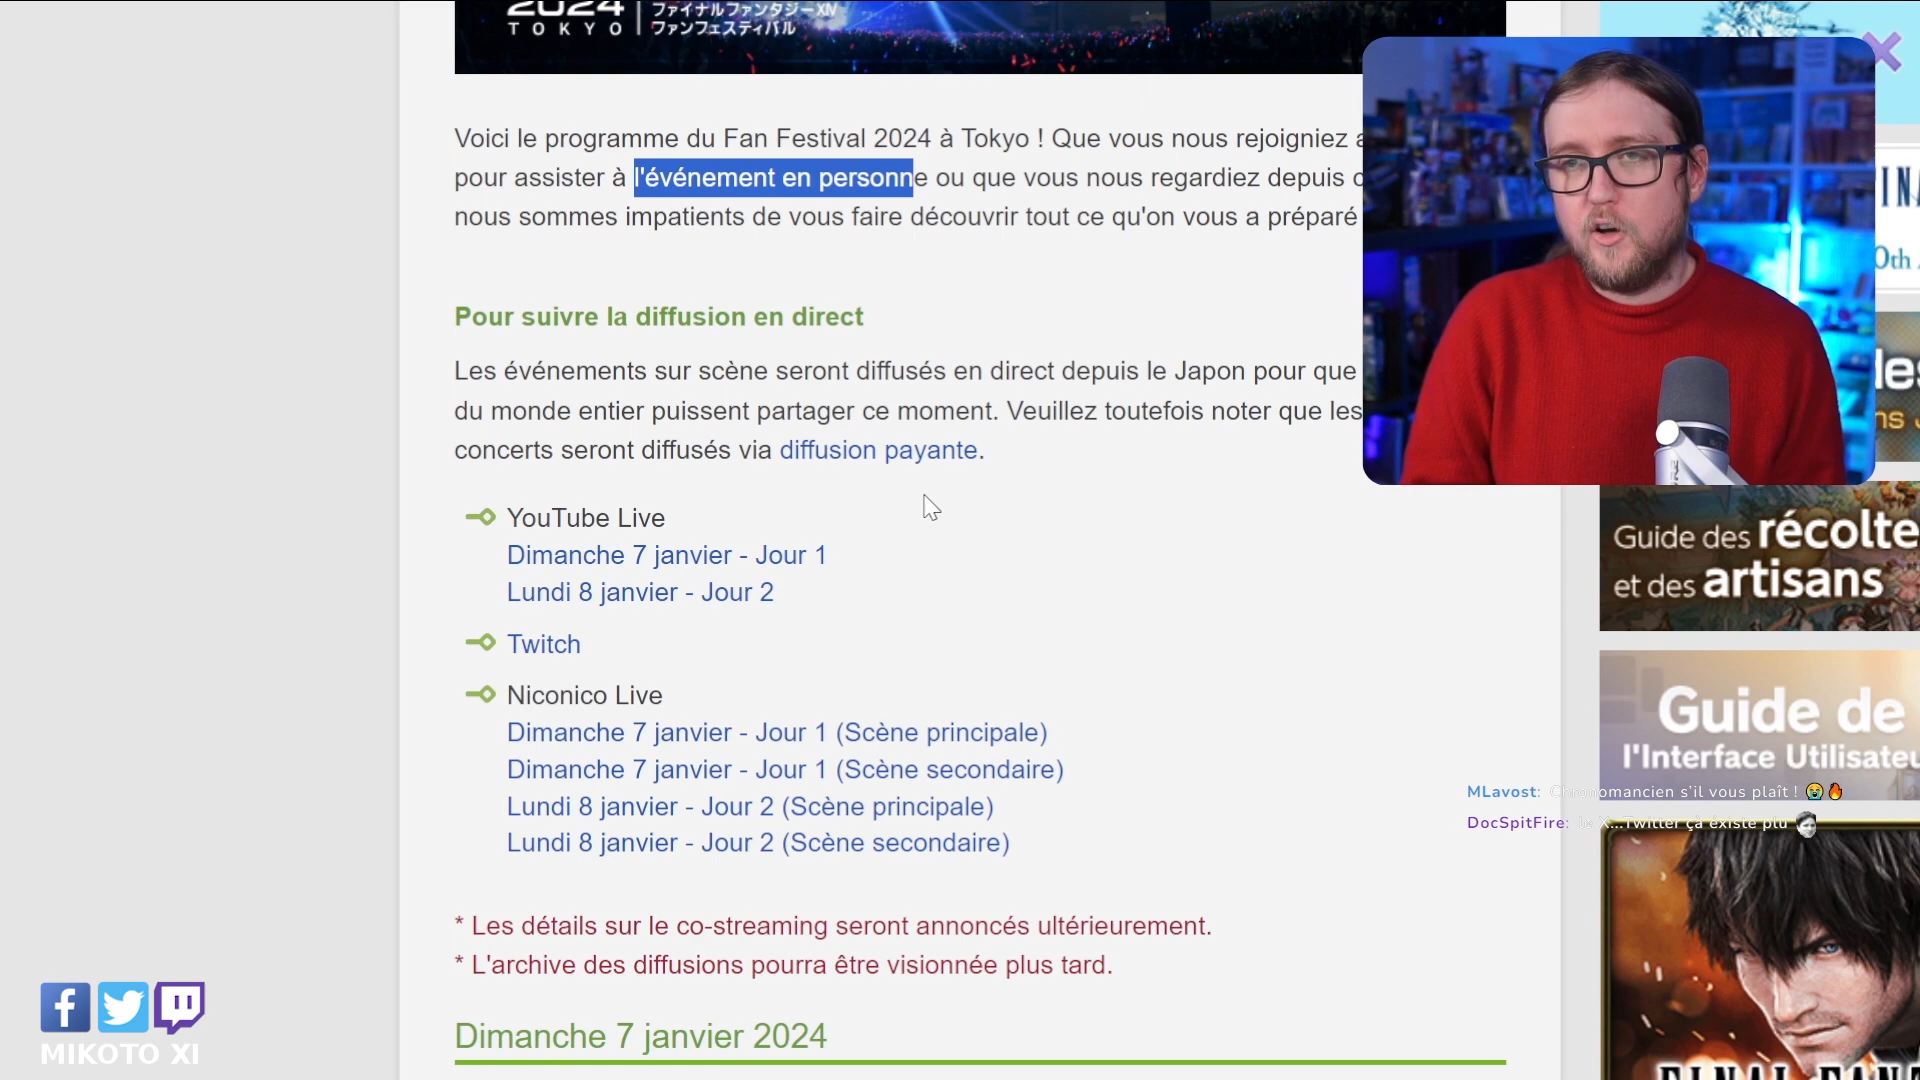 2024
TOKYO
ファイナルファンタジーXIV
ファンフェスティバル
Voici le programme du Fan Festival 2024 à Tokyo ! Que vous nous rejoigniez
pour assister à l'événement en personne ou que vous nous regardiez depuis
nous sommes impatients de vous faire découvrir tout ce qu'on vous a préparé
Pour suivre la diffusion en direct
Les événements sur scène seront diffusés en direct depuis le Japon pour que
du monde entier puissent partager ce moment. Veuillez toutefois noter que les
concerts seront diffusés via diffusion payante.
YouTube Live
Dimanche 7 janvier - Jour 1
Lundi 8 janvier - Jour 2
Twitch
Niconico Live
Dimanche 7 janvier - Jour 1 (Scène principale)
Dimanche 7 janvier - Jour 1 (Scène secondaire)
Lundi 8 janvier - Jour 2 (Scène principale)
Lundi 8 janvier - Jour 2 (Scène secondaire)
* Les détails sur le co-streaming seront annoncés ultérieurement.
* L'archive des diffusions pourra être visionnée plus tard.
Dimanche 7 janvier 2024
MIKOTO XI
Guide des récolte
et des artisans
Guide de
l'Interface Utilisateu
MLavost: Chronomancien s'il vous plaît !
DocSpitFire: le X...Twitter çà éxiste plu
FINAL FANT